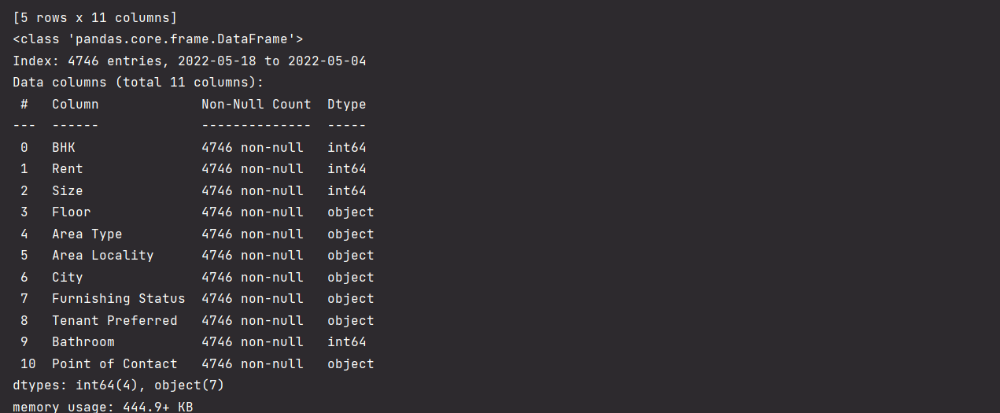 [5 rows x 11 columns]
<class 'pandas.core.frame.DataFrame'>
Index: 4746 entries, 2022-05-18 to 2022-05-04
Data columns (total 11 columns):
 #   Column             Non-Null Count  Dtype
---  ------             --------------  -----
 0   BHK                4746 non-null   int64
 1   Rent               4746 non-null   int64
 2   Size               4746 non-null   int64
 3   Floor              4746 non-null   object
 4   Area Type          4746 non-null   object
 5   Area Locality      4746 non-null   object
 6   City               4746 non-null   object
 7   Furnishing Status  4746 non-null   object
 8   Tenant Preferred   4746 non-null   object
 9   Bathroom           4746 non-null   int64
 10  Point of Contact   4746 non-null   object
dtypes: int64(4), object(7)
memory usage: 444.9+ KB